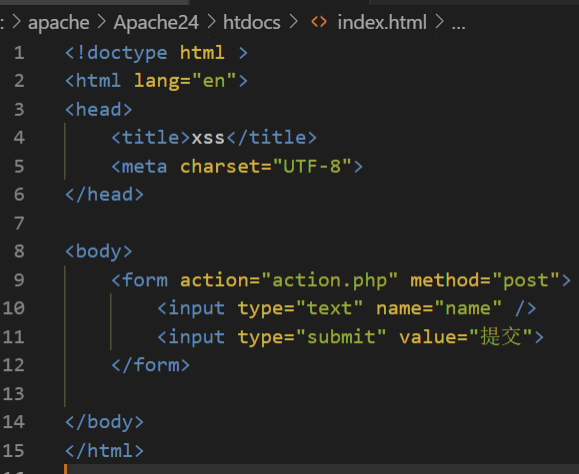 : > apache > Apache24 > htdocs > <> index.html > ...
1 <!doctype html >
2 <html lang="en">
3 <head>
4 <title>xss</title>
5 <meta charset="UTF-8">
6 </head>
7
8 <body>
9 <form action="action.php" method="post">
10 <input type="text" name="name" />
11 <input type="submit" value="提交">
12 </form>
13
14 </body>
15 </html>